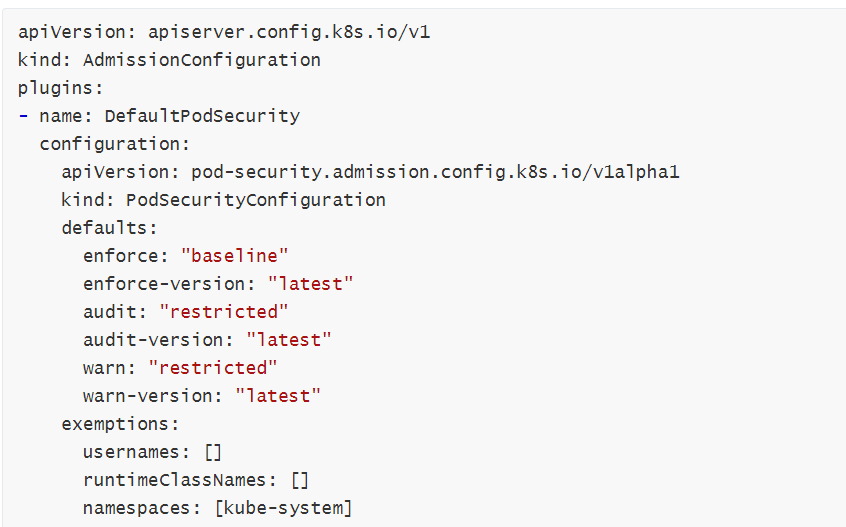 apiVersion: apiserver.config.k8s.io/v1
kind: AdmissionConfiguration
plugins:
- name: DefaultPodSecurity
  configuration:
    apiVersion: pod-security.admission.config.k8s.io/v1alpha1
    kind: PodSecurityConfiguration
    defaults:
      enforce: "baseline"
      enforce-version: "latest"
      audit: "restricted"
      audit-version: "latest"
      warn: "restricted"
      warn-version: "latest"
    exemptions:
      usernames: []
      runtimeClassNames: []
      namespaces: [kube-system]